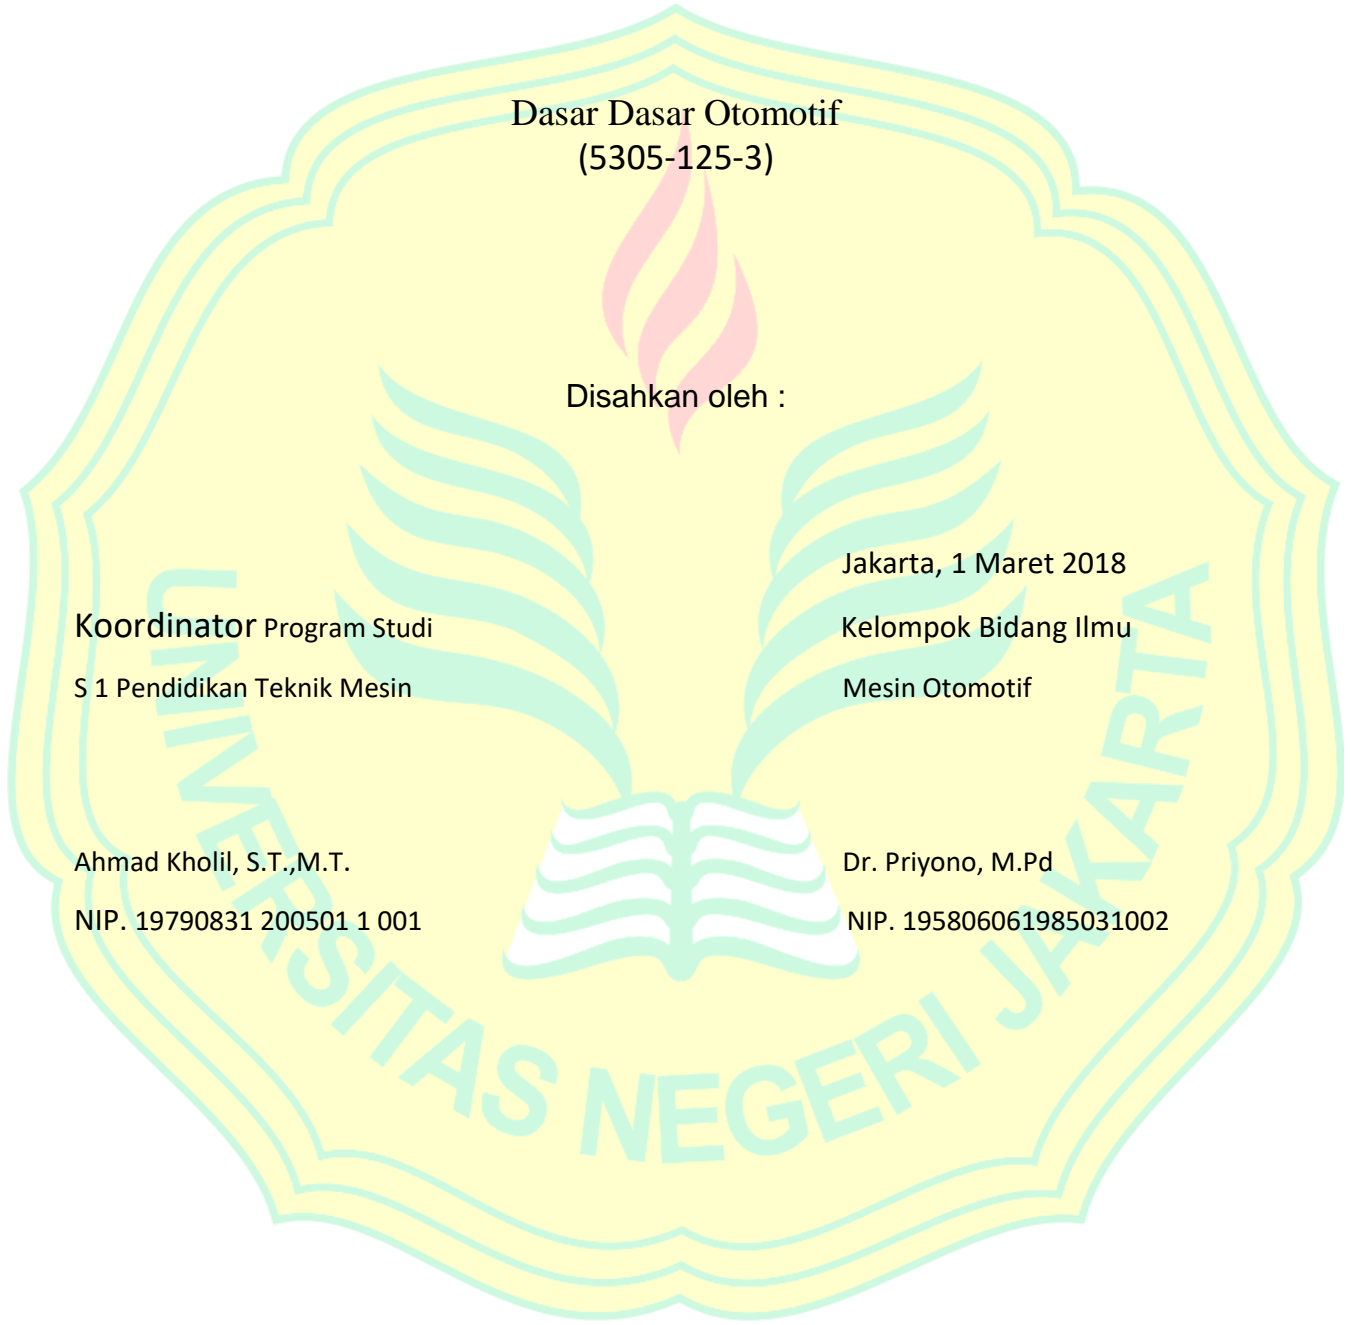 Dasar Dasar Otomotif
(5305-125-3)
Disahkan oleh :
Jakarta, 1 Maret 2018
Koordinator Program Studi
Kelompok Bidang Ilmu
S 1 Pendidikan Teknik Mesin
Mesin Otomotif
Ahmad Kholil, S.T.,M.T.
Dr. Priyono, M.Pd
NIP. 19790831 200501 1 001
NIP. 195806061985031002
UNIVERSITAS NEGERI JAKARTA